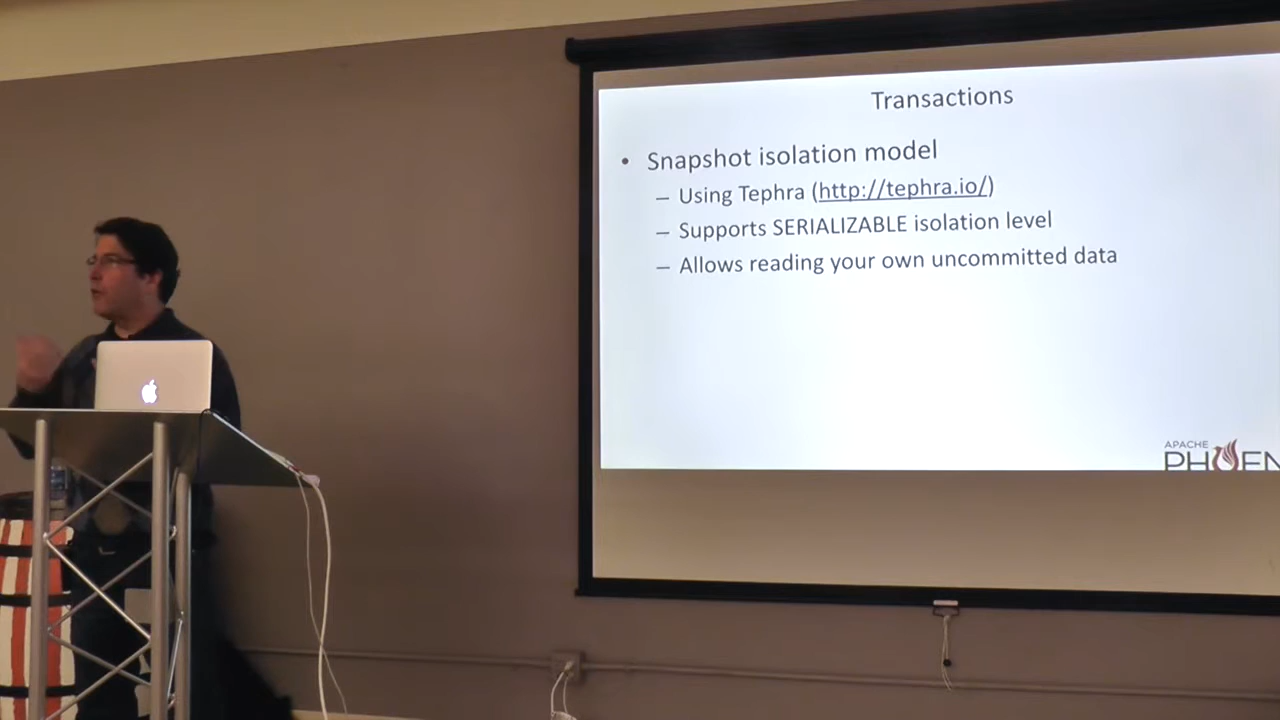 Transactions
• Snapshot isolation model
– Using Tephra (http://tephra.io/)
– Supports SERIALIZABLE isolation level
– Allows reading your own uncommitted data
APACHE
PHOEN